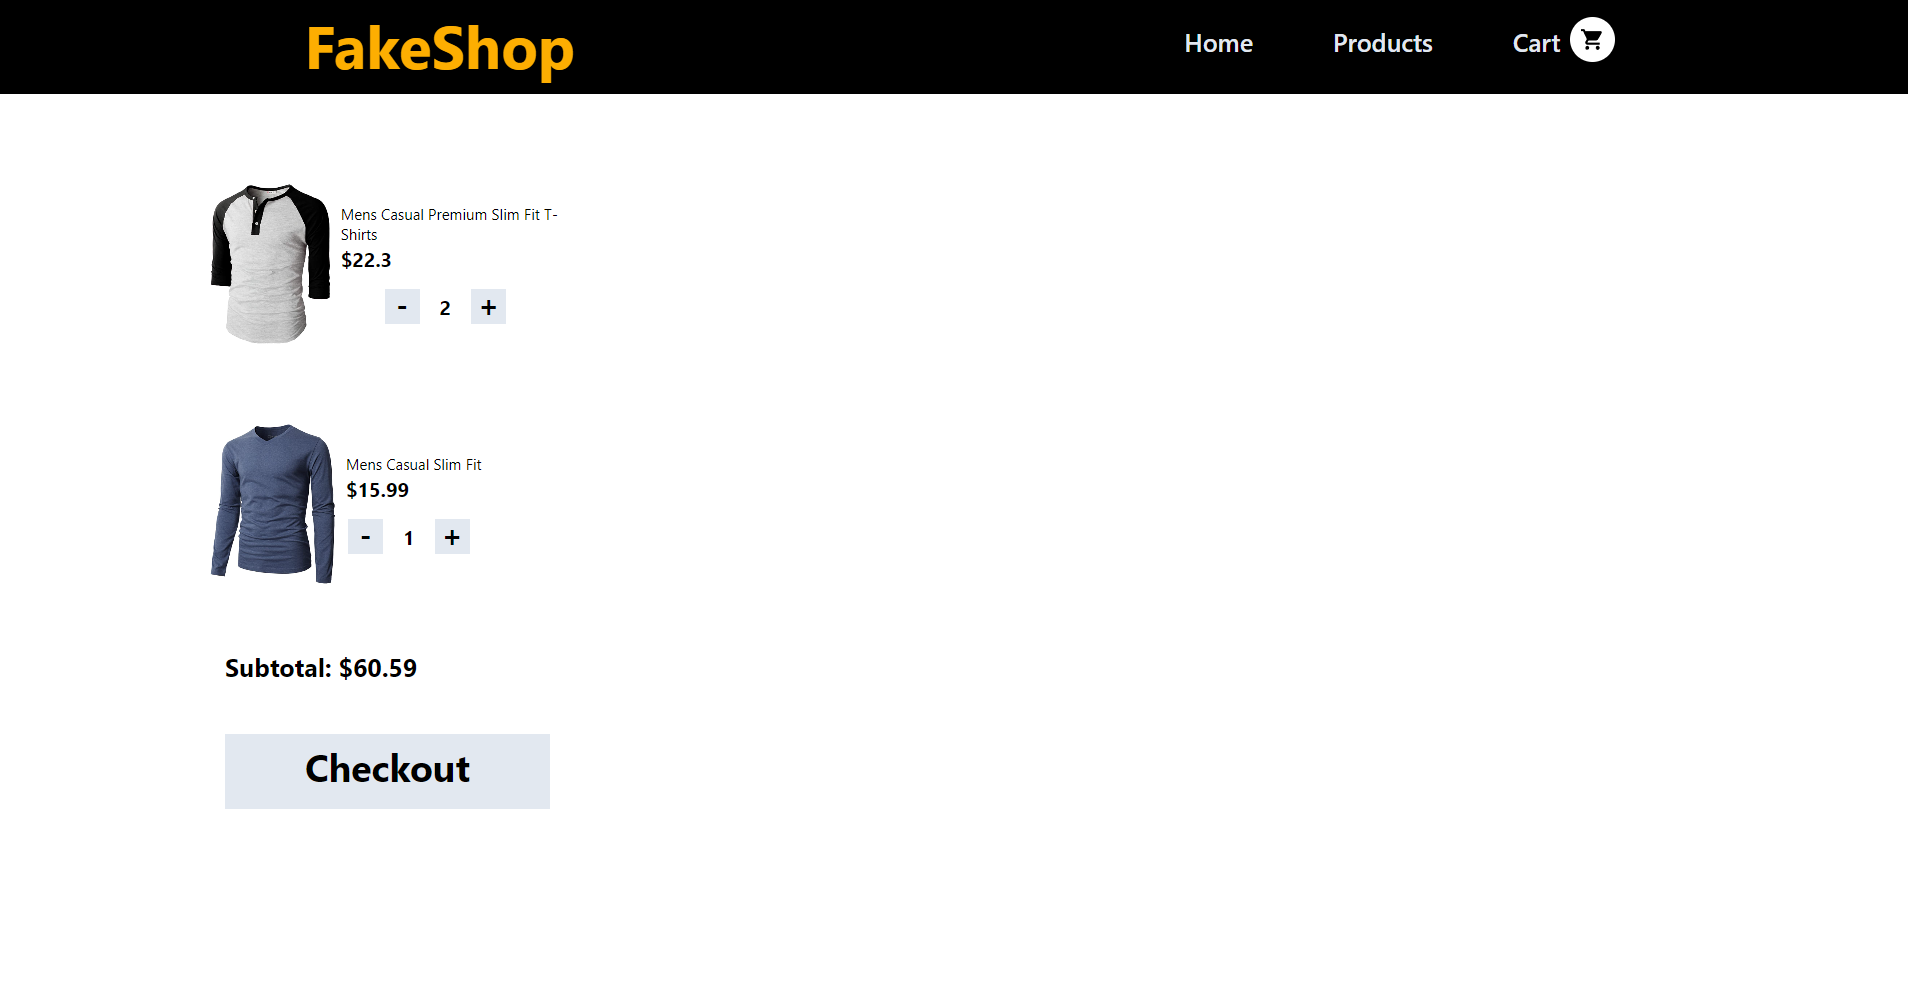 FakeShop
Home Products Cart
Mens Casual Premium Slim Fit T-
Shirts
$22.3
- 2 +
Mens Casual Slim Fit
$15.99
- 1 +
Subtotal: $60.59
Checkout